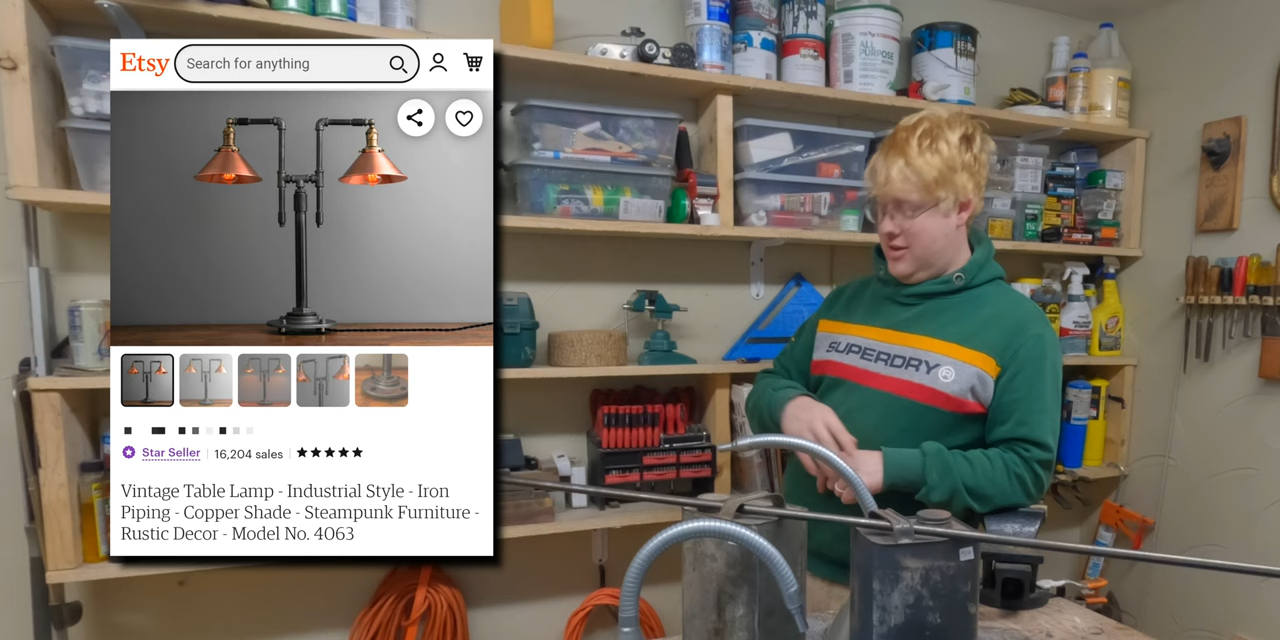 Etsy
Search for anything
Star Seller
16,204 sales
Vintage Table Lamp - Industrial Style - Iron
Piping - Copper Shade - Steampunk Furniture -
Rustic Decor - Model No. 4063
ALL
PURPOSE
BEHR
SUPERDRY®